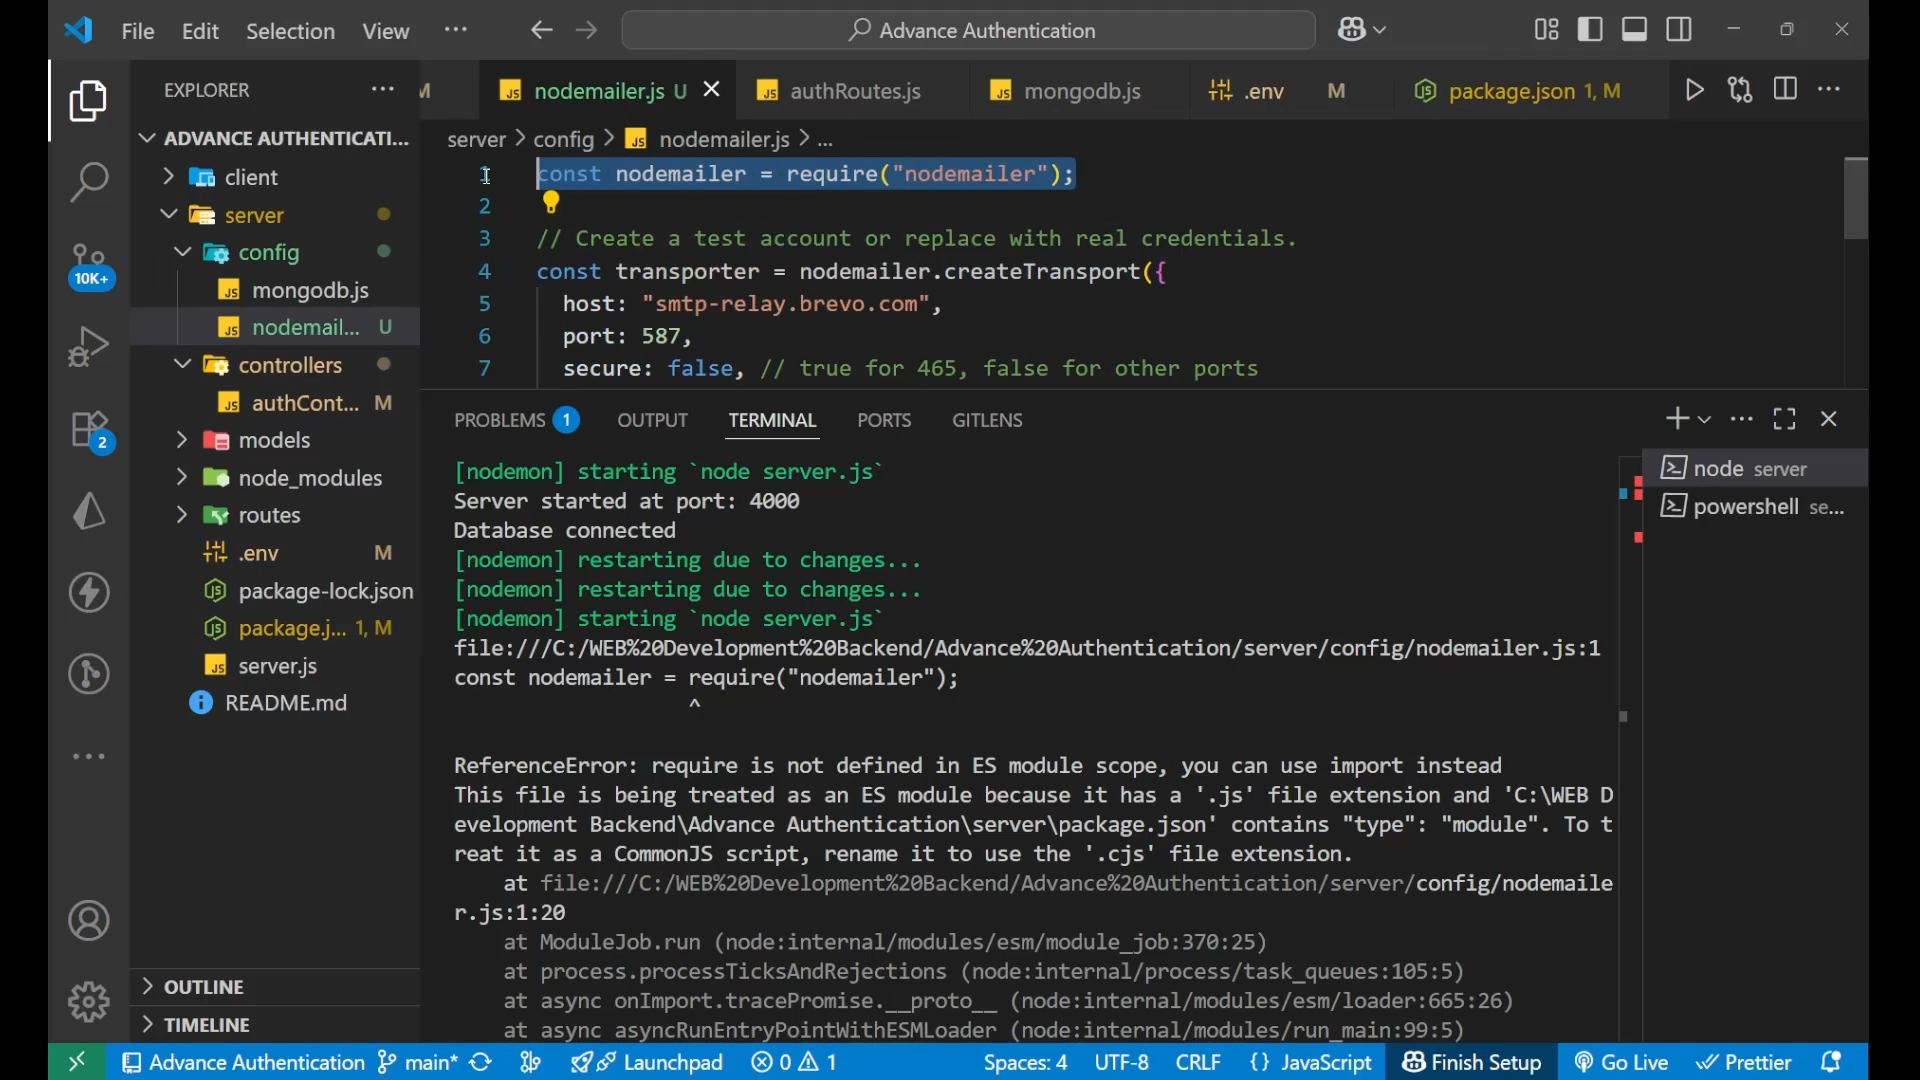 File Edit Selection View ··· Advance Authentication
EXPLORER ···
M nodemailer.js U authRoutes.js mongodb.js .env M package.json 1, M
ADVANCE AUTHENTICATI...
client
server
config
mongodb.js
nodemail... U
controllers
authCont... M
models
node_modules
routes
.env M
package-lock.json
package.j... 1, M
server.js
README.md
OUTLINE
TIMELINE
10K+
2
server > config > JS nodemailer.js > ...
1 const nodemailer = require("nodemailer");
2
3 // Create a test account or replace with real credentials.
4 const transporter = nodemailer.createTransport({
5 host: "smtp-relay.brevo.com",
6 port: 587,
7 secure: false, // true for 465, false for other ports
PROBLEMS 1 OUTPUT TERMINAL PORTS GITLENS
node server
powershell se...
[nodemon] starting `node server.js`
Server started at port: 4000
Database connected
[nodemon] restarting due to changes...
[nodemon] restarting due to changes...
[nodemon] starting `node server.js`
file:///C:/WEB%20Development%20Backend/Advance%20Authentication/server/config/nodemailer.js:1
const nodemailer = require("nodemailer");
^
ReferenceError: require is not defined in ES module scope, you can use import instead
This file is being treated as an ES module because it has a '.js' file extension and 'C:\WEB D
evelopment Backend\Advance Authentication\server\package.json' contains "type": "module". To t
reat it as a CommonJS script, rename it to use the '.cjs' file extension.
at file:///C:/WEB%20Development%20Backend/Advance%20Authentication/server/config/nodemaile
r.js:1:20
at ModuleJob.run (node:internal/modules/esm/module_job:370:25)
at process.processTicksAndRejections (node:internal/process/task_queues:105:5)
at async onImport.tracePromise.__proto__ (node:internal/modules/esm/loader:665:26)
at async asyncRunEntryPointWithESMLoader (node:internal/modules/run_main:99:5)
Advance Authentication main* Launchpad 0 1 Spaces: 4 UTF-8 CRLF {} JavaScript Finish Setup Go Live Prettier